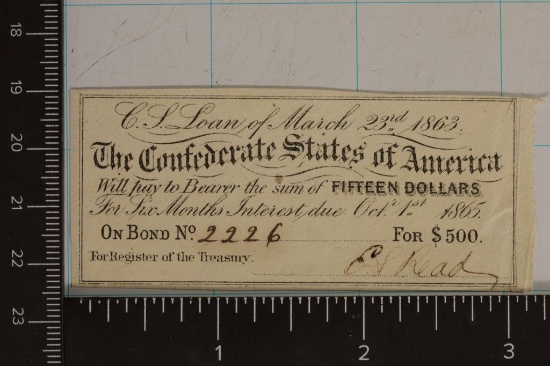 C. S. Loan of March 23rd 1863.
The Confederate States of America
Will pay to Bearer the sum of FIFTEEN DOLLARS
For Six Months Interest, due Oct. 1st 1865.
ON BOND No. 2226 FOR $500.
For Register of the Treasury.
Read
18
19
20
21
22
23
1
2
3